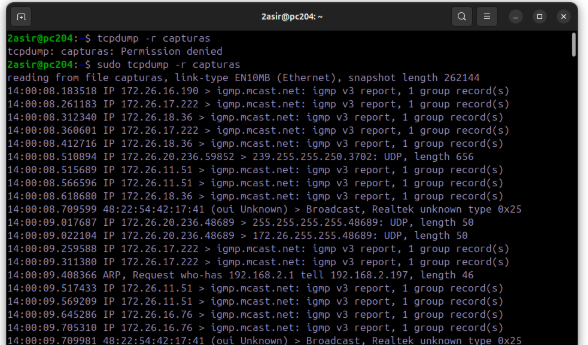 2asir@pc204: ~
2asir@pc204:~$ tcpdump -r capturas
tcpdump: capturas: Permission denied
2asir@pc204:~$ sudo tcpdump -r capturas
reading from file capturas, link-type EN10MB (Ethernet), snapshot length 262144
14:00:08.183518 IP 172.26.16.190 > igmp.mcast.net: igmp v3 report, 1 group record(s)
14:00:08.261183 IP 172.26.17.222 > igmp.mcast.net: igmp v3 report, 1 group record(s)
14:00:08.312340 IP 172.26.18.36 > igmp.mcast.net: igmp v3 report, 1 group record(s)
14:00:08.360601 IP 172.26.17.222 > igmp.mcast.net: igmp v3 report, 1 group record(s)
14:00:08.412716 IP 172.26.18.36 > igmp.mcast.net: igmp v3 report, 1 group record(s)
14:00:08.510894 IP 172.26.20.236.59852 > 239.255.255.250.3702: UDP, length 656
14:00:08.515689 IP 172.26.11.51 > igmp.mcast.net: igmp v3 report, 1 group record(s)
14:00:08.566596 IP 172.26.11.51 > igmp.mcast.net: igmp v3 report, 1 group record(s)
14:00:08.618680 IP 172.26.18.36 > igmp.mcast.net: igmp v3 report, 1 group record(s)
14:00:08.709599 48:22:54:42:17:41 (oui Unknown) > Broadcast, Realtek unknown type 0x25
14:00:09.017687 IP 172.26.20.236.48689 > 255.255.255.255.48689: UDP, length 50
14:00:09.022104 IP 172.26.20.236.48689 > 172.26.255.255.48689: UDP, length 50
14:00:09.259588 IP 172.26.17.222 > igmp.mcast.net: igmp v3 report, 1 group record(s)
14:00:09.311380 IP 172.26.17.222 > igmp.mcast.net: igmp v3 report, 1 group record(s)
14:00:09.408366 ARP, Request who-has 192.168.2.1 tell 192.168.2.197, length 46
14:00:09.517433 IP 172.26.11.51 > igmp.mcast.net: igmp v3 report, 1 group record(s)
14:00:09.569209 IP 172.26.11.51 > igmp.mcast.net: igmp v3 report, 1 group record(s)
14:00:09.645286 IP 172.26.16.76 > igmp.mcast.net: igmp v3 report, 1 group record(s)
14:00:09.705310 IP 172.26.16.76 > igmp.mcast.net: igmp v3 report, 1 group record(s)
14:00:09.709981 48:22:54:42:17:41 (oui Unknown) > Broadcast, Realtek unknown type 0x25